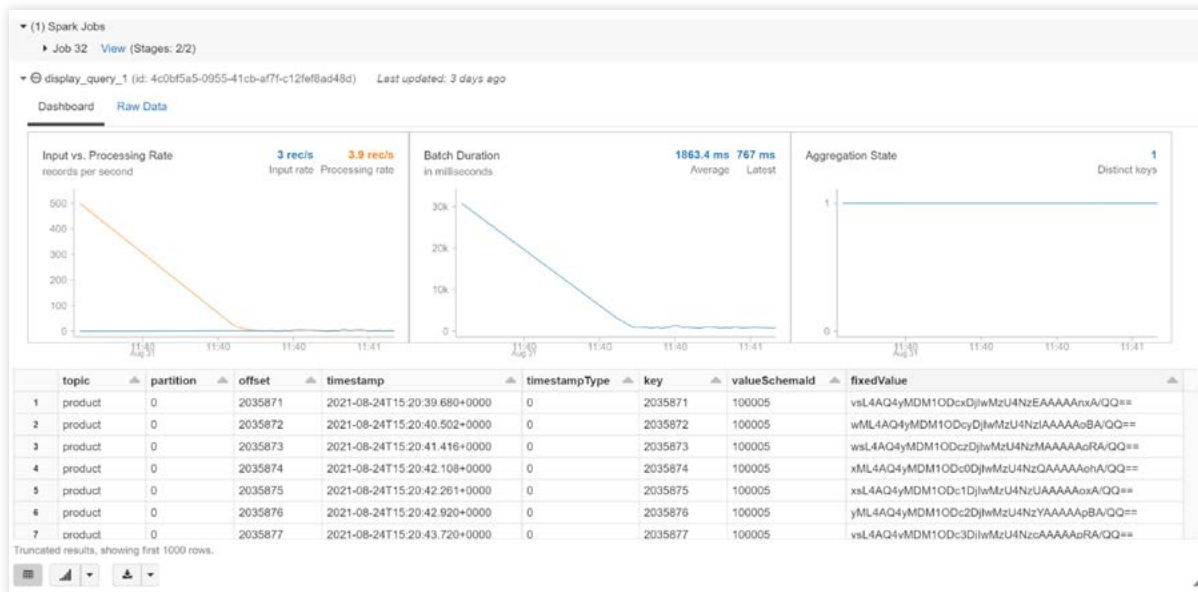 (1) Spark Jobs
Job 32 View (Stages: 2/2)
display_query_1 (id: 4c0bf5a5-0955-41cb-af7f-c12fef8ad48d) Last updated: 3 days ago
Dashboard Raw Data
Input vs. Processing Rate 3 rec/s 3.9 rec/s
records per second Input rate Processing rate
500
400
300
200
100
0
11:40 11:40 11:40 11:41
Aug 31
Batch Duration 1863.4 ms 767 ms
in milliseconds Average Latest
30k
20k
10k
0
11:40 11:40 11:40 11:41
Aug 31
Aggregation State 1
Distinct keys
1
0
11:40 11:40 11:40 11:41
Aug 31
topic partition offset timestamp timestampType key valueSchemaId fixedValue
1 product 0 2035871 2021-08-24T15:20:39.680+0000 0 2035871 100005 vsL4AQ4yMDM1ODcxDjIwMzU4NzEAAAAAnxA/QQ==
2 product 0 2035872 2021-08-24T15:20:40.502+0000 0 2035872 100005 wML4AQ4yMDM1ODcyDjIwMzU4NzIAAAAAoBA/QQ==
3 product 0 2035873 2021-08-24T15:20:41.416+0000 0 2035873 100005 wsL4AQ4yMDM1ODczDjIwMzU4NzMAAAAAoRA/QQ==
4 product 0 2035874 2021-08-24T15:20:42.108+0000 0 2035874 100005 xML4AQ4yMDM1ODc0DjIwMzU4NzQAAAAAohA/QQ==
5 product 0 2035875 2021-08-24T15:20:42.261+0000 0 2035875 100005 xsL4AQ4yMDM1ODc1DjIwMzU4NzUAAAAAoxA/QQ==
6 product 0 2035876 2021-08-24T15:20:42.920+0000 0 2035876 100005 yML4AQ4yMDM1ODc2DjIwMzU4NzYAAAAApBA/QQ==
7 product 0 2035877 2021-08-24T15:20:43.720+0000 0 2035877 100005 ysL4AQ4yMDM1ODc3DjIwMzU4NzcAAAAApRA/QQ==
Truncated results, showing first 1000 rows.